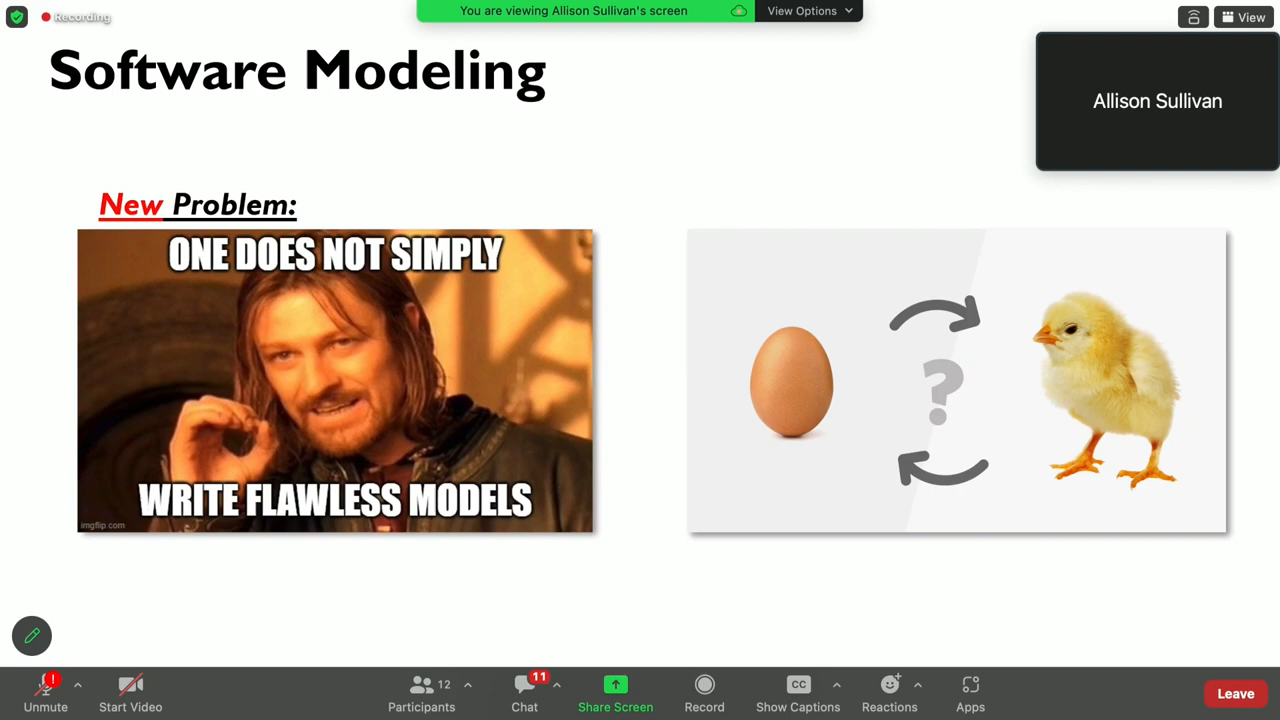 Recording
You are viewing Allison Sullivan's screen
View Options
View
Software Modeling
Allison Sullivan
New Problem:
ONE DOES NOT SIMPLY
WRITE FLAWLESS MODELS
imgflip.com
?
!
12
11
CC
Unmute
Start Video
Participants
Chat
Share Screen
Record
Show Captions
Reactions
Apps
Leave